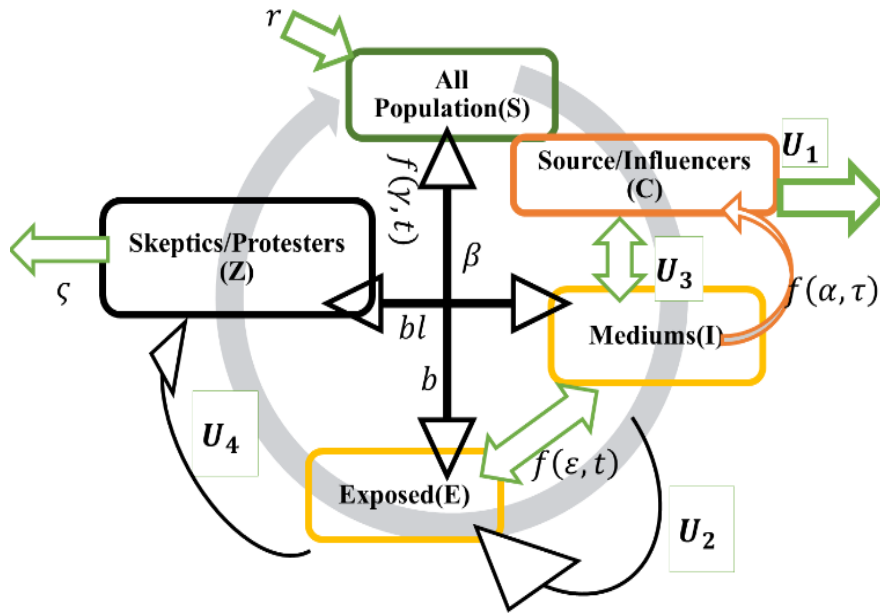 r
All
Population(S)
Source/Influencers
(C)
U₁
f(γ, t)
Skeptics/Protesters
(Z)
β
U₃
f(α, τ)
ς
bl
Mediums(I)
b
U₄
f(ε, t)
Exposed(E)
U₂